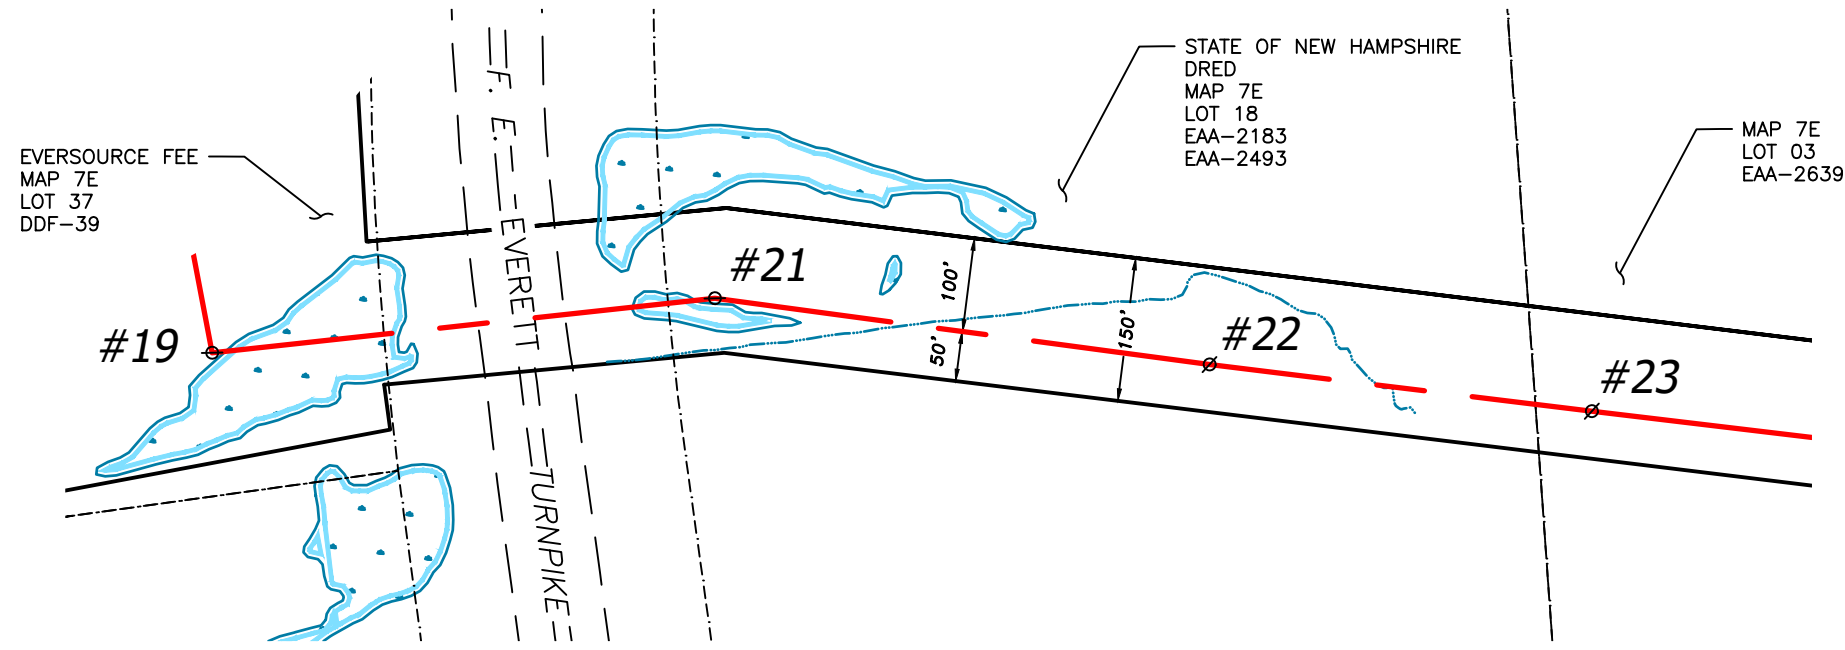 STATE OF NEW HAMPSHIRE
DRED
MAP 7E
LOT 18
EAA-2183
EAA-2493
MAP 7E
LOT 03
EAA-2639
EVERSOURCE FEE
MAP 7E
LOT 37
DDF-39
F. E. EVERETT TURNPIKE
#21
100'
150'
50'
#19
#22
#23